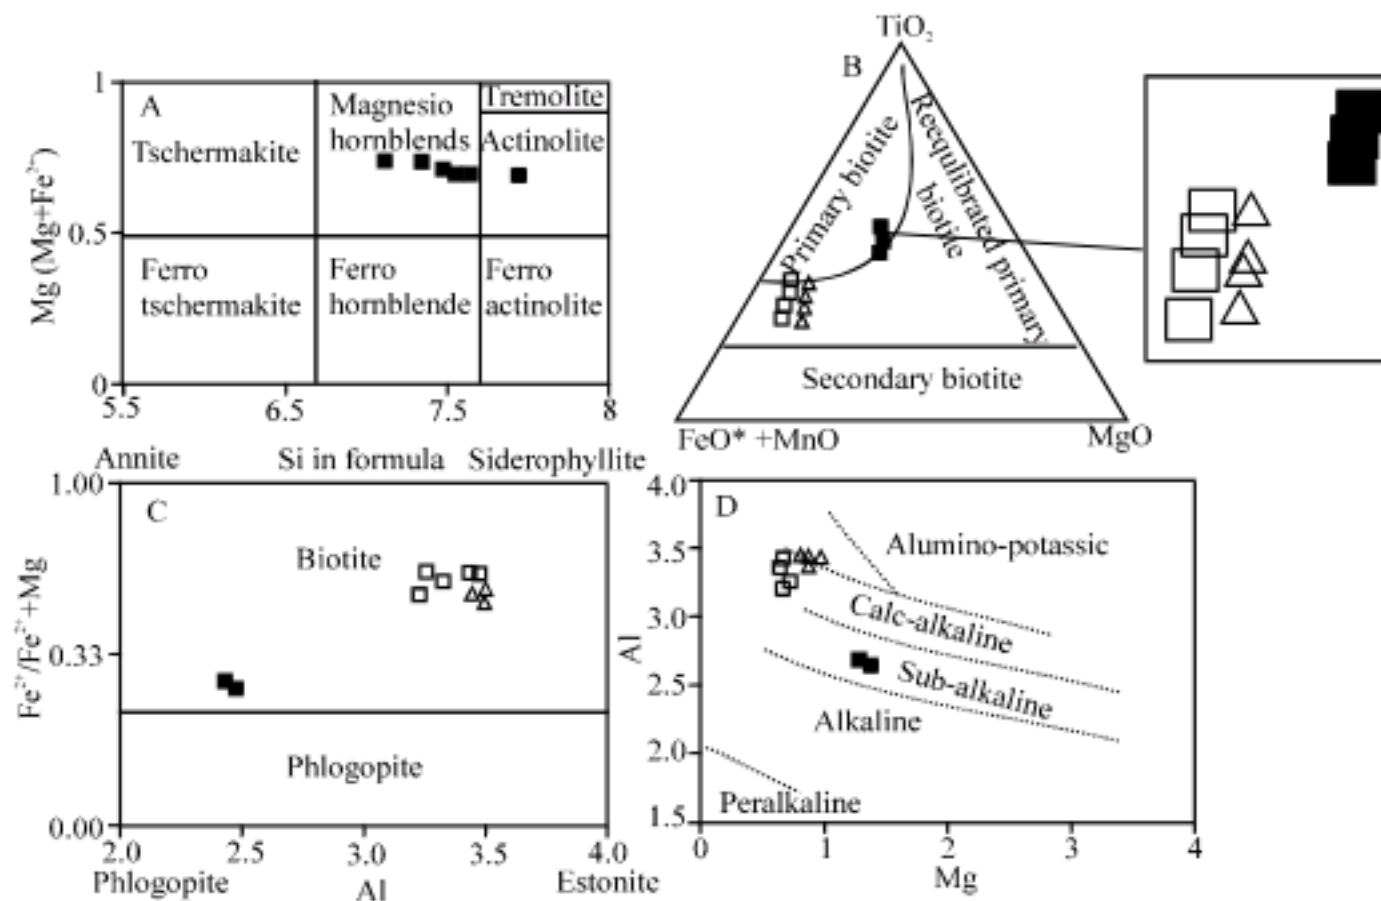 1
A
Tschermakite
Magnesio
hornblends
Tremolite
Actinolite
Mg (Mg+Fe²⁺)
0.5
Ferro
tschermakite
Ferro
hornblende
Ferro
actinolite
0
5.5
6.5
7.5
8
Si in formula
TiO₂
B
Primary biotite
Reequlibrated primary
biotite
Secondary biotite
FeO* +MnO
MgO
Annite
Siderophyllite
1.00
C
Biotite
Fe²⁺/Fe²⁺+Mg
0.33
Phlogopite
0.00
2.0
2.5
3.0
3.5
4.0
Phlogopite
Al
Estonite
4.0
D
Alumino-potassic
3.5
Calc-alkaline
3.0
Al
Sub-alkaline
2.5
Alkaline
2.0
Peralkaline
1.5
0
1
2
3
4
Mg